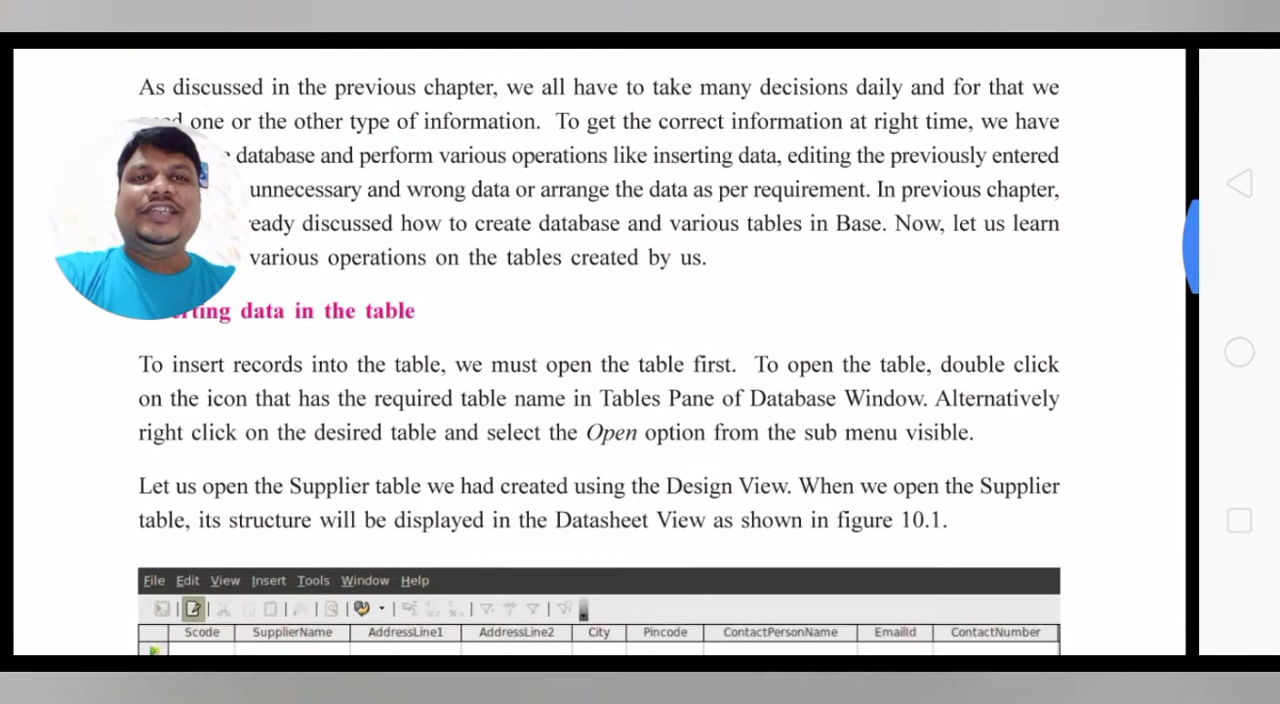 As discussed in the previous chapter, we all have to take many decisions daily and for that we
one or the other type of information. To get the correct information at right time, we have
database and perform various operations like inserting data, editing the previously entered
unnecessary and wrong data or arrange the data as per requirement. In previous chapter,
eady discussed how to create database and various tables in Base. Now, let us learn
various operations on the tables created by us.
rting data in the table
To insert records into the table, we must open the table first. To open the table, double click
on the icon that has the required table name in Tables Pane of Database Window. Alternatively
right click on the desired table and select the Open option from the sub menu visible.
Let us open the Supplier table we had created using the Design View. When we open the Supplier
table, its structure will be displayed in the Datasheet View as shown in figure 10.1.
File Edit View Insert Tools Window Help
Scode SupplierName AddressLine1 AddressLine2 City Pincode ContactPersonName EmailId ContactNumber